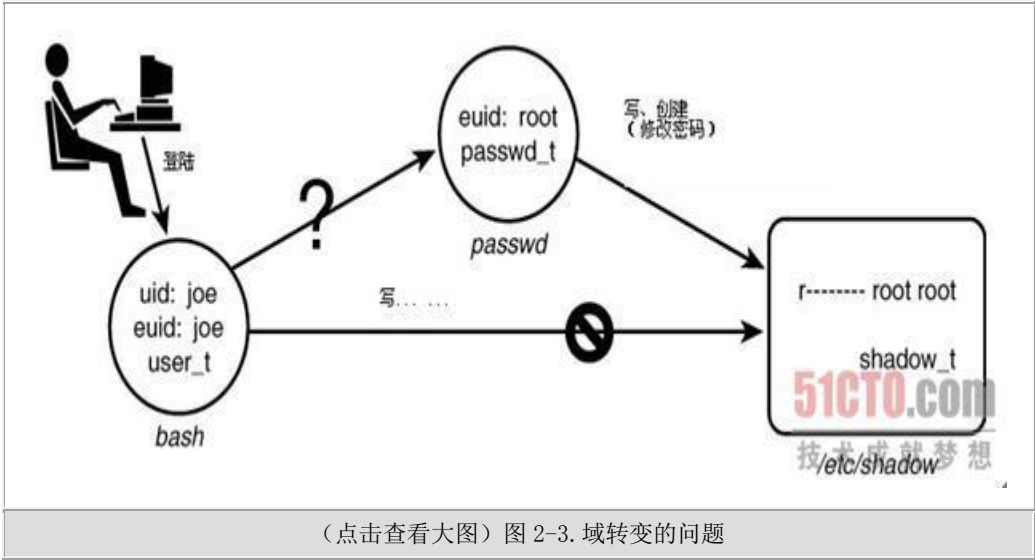 登陆
uid: joe
euid: joe
user_t
bash
?
euid: root
passwd_t
passwd
写、创建
（修改密码）
写... ...
r-------- root root
shadow_t
/etc/shadow
51CTO.com
技术成就梦想
（点击查看大图）图 2-3.域转变的问题